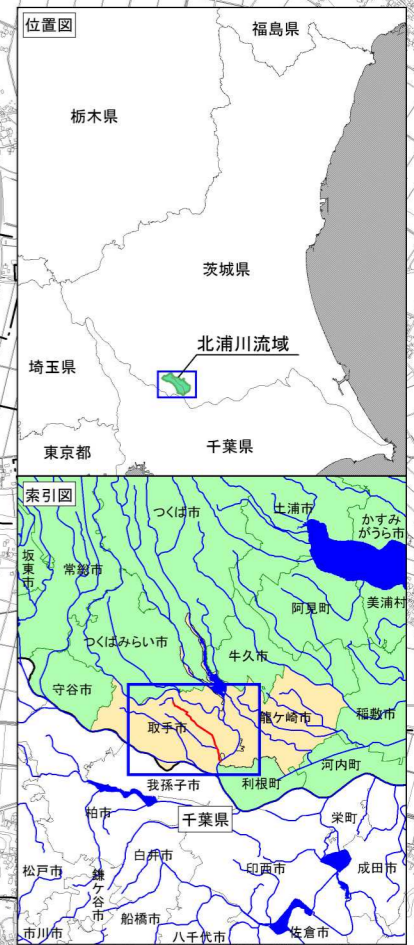 位置図
福島県
栃木県
茨城県
北浦川流域
埼玉県
東京都
千葉県
索引図
つくば市
土浦市
かすみ
がうら市
坂東市
常総市
阿見町
美浦村
つくばみらい市
牛久市
守谷市
取手市
龍ケ崎市
稲敷市
河内町
利根町
我孫子市
柏市
千葉県
栄町
白井市
印西市
成田市
松戸市
鎌ケ谷市
船橋市
市川市
八千代市
佐倉市